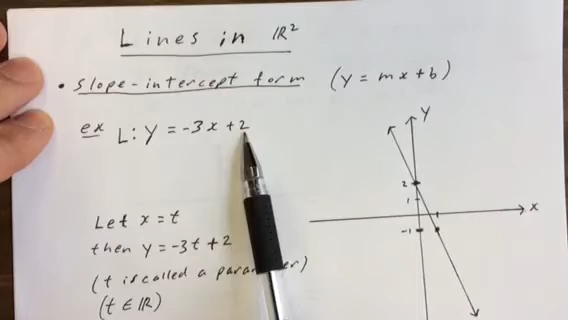 Lines in ℝ²
• slope-intercept form (y = mx + b)
ex L: y = -3x + 2
Let x = t
then y = -3t + 2
(t is called a parameter)
(t ∈ ℝ)
y
2
1
-1
x